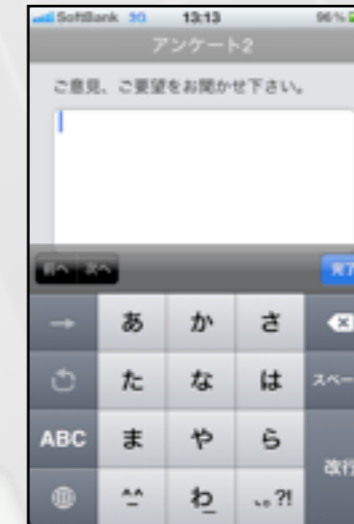 SoftBank 3G 13:13 96%
アンケート2
ご意見、ご要望をお聞かせ下さい。
前へ 次へ 完了
→ あ か さ
た な は スペー
ABC ま や ら
改行
^^ わ_ 、。?!